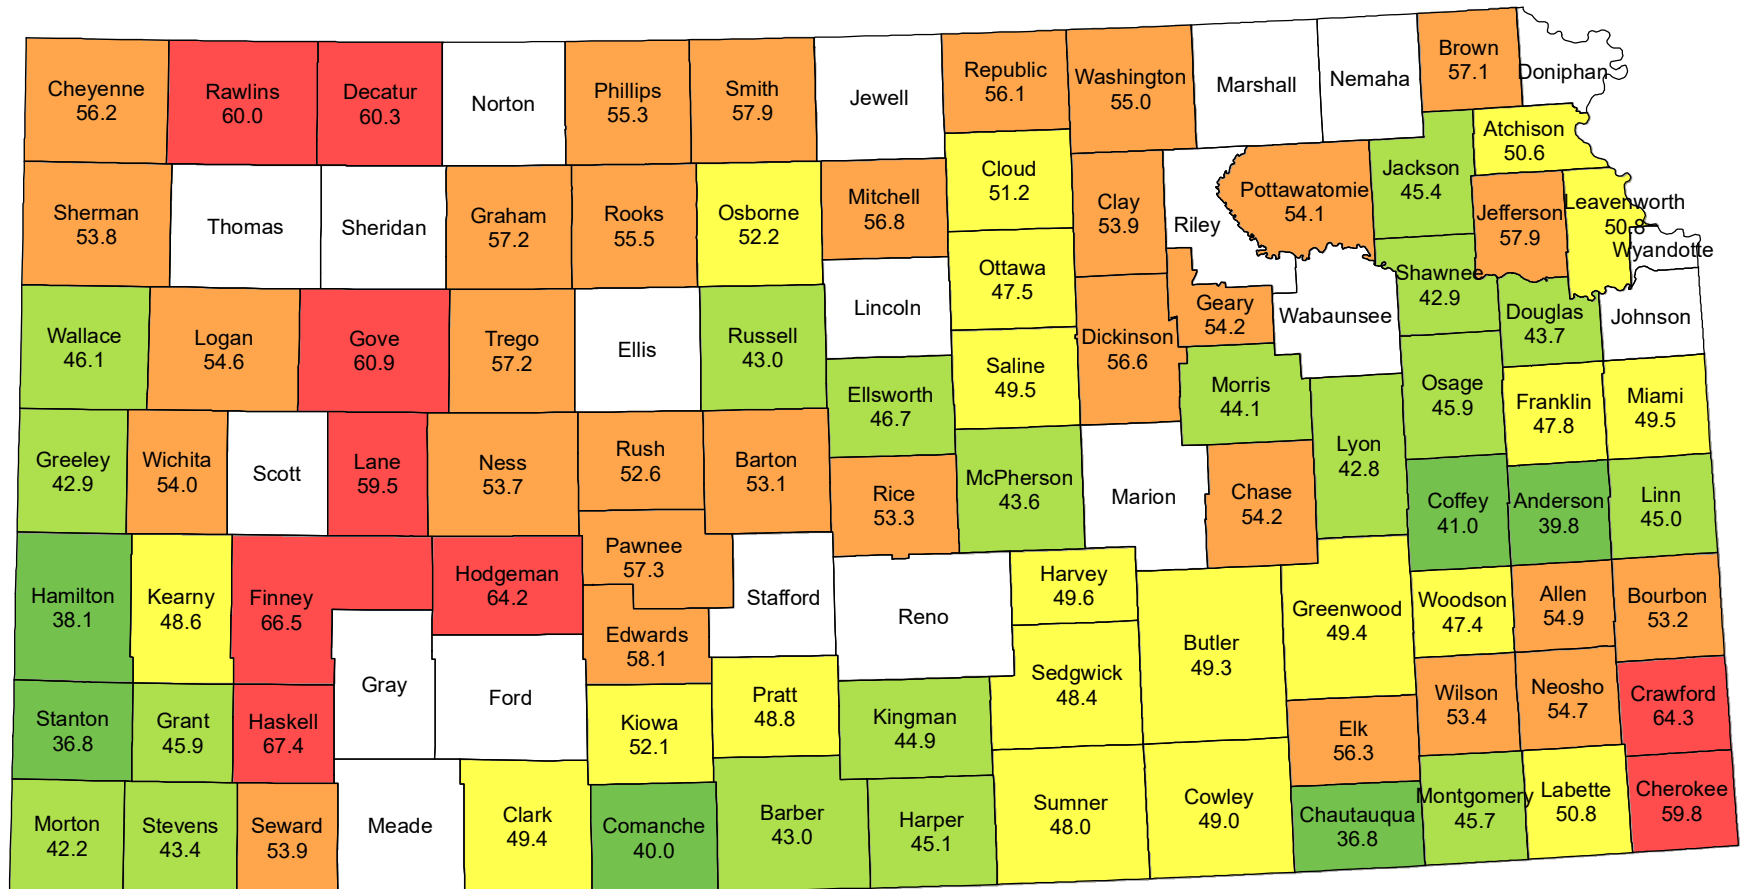 Cheyenne
56.2
Rawlins
60.0
Decatur
60.3
Norton
Phillips
55.3
Smith
57.9
Jewell
Republic
56.1
Washington
55.0
Marshall
Nemaha
Brown
57.1
Doniphan
Atchison
50.6
Sherman
53.8
Thomas
Sheridan
Graham
57.2
Rooks
55.5
Osborne
52.2
Mitchell
56.8
Cloud
51.2
Clay
53.9
Riley
Pottawatomie
54.1
Jackson
45.4
Jefferson
57.9
Leavenworth
50.8
Wyandotte
Ottawa
47.5
Wallace
46.1
Logan
54.6
Gove
60.9
Trego
57.2
Ellis
Russell
43.0
Lincoln
Saline
49.5
Dickinson
56.6
Geary
54.2
Wabaunsee
Shawnee
42.9
Douglas
43.7
Johnson
Ellsworth
46.7
Morris
44.1
Osage
45.9
Franklin
47.8
Miami
49.5
Greeley
42.9
Wichita
54.0
Scott
Lane
59.5
Ness
53.7
Rush
52.6
Barton
53.1
Rice
53.3
McPherson
43.6
Marion
Chase
54.2
Lyon
42.8
Coffey
41.0
Anderson
39.8
Linn
45.0
Hamilton
38.1
Kearny
48.6
Finney
66.5
Hodgeman
64.2
Pawnee
57.3
Edwards
58.1
Stafford
Reno
Harvey
49.6
Butler
49.3
Greenwood
49.4
Woodson
47.4
Allen
54.9
Bourbon
53.2
Stanton
36.8
Grant
45.9
Haskell
67.4
Gray
Ford
Kiowa
52.1
Pratt
48.8
Kingman
44.9
Sedgwick
48.4
Elk
56.3
Wilson
53.4
Neosho
54.7
Crawford
64.3
Morton
42.2
Stevens
43.4
Seward
53.9
Meade
Clark
49.4
Comanche
40.0
Barber
43.0
Harper
45.1
Sumner
48.0
Cowley
49.0
Chautauqua
36.8
Montgomery
45.7
Labette
50.8
Cherokee
59.8